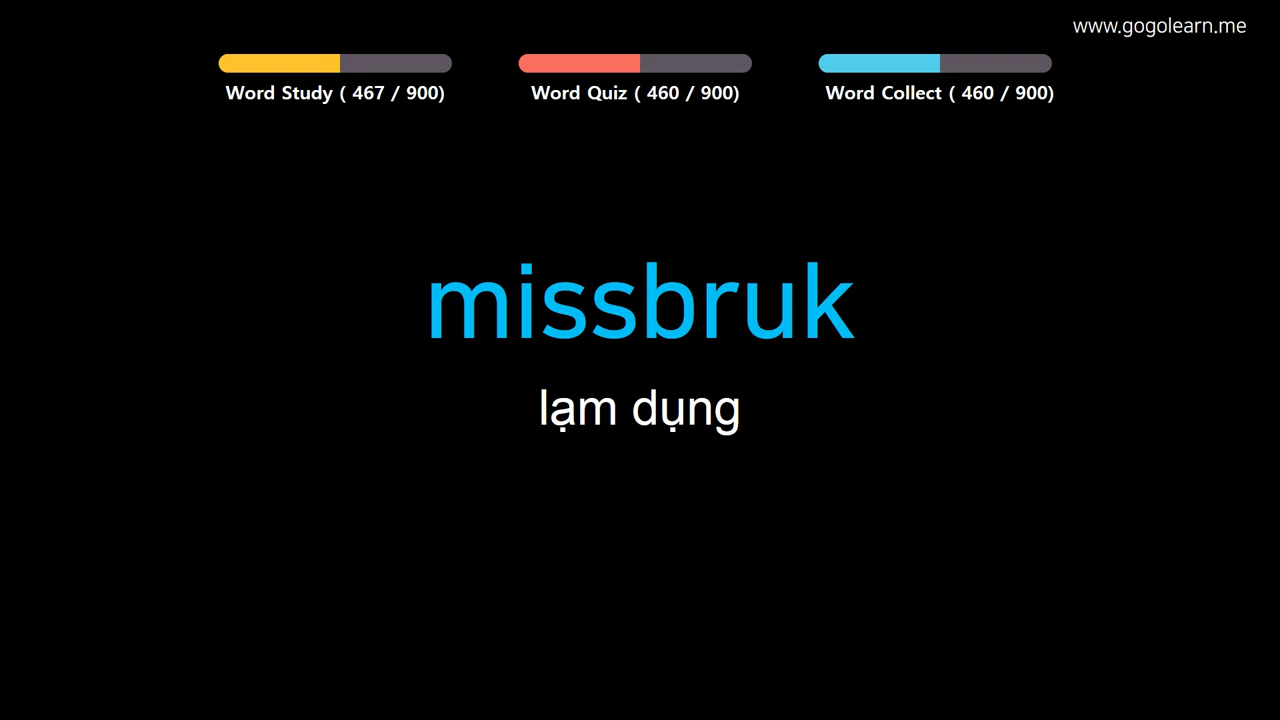 www.gogolearn.me
Word Study ( 467 / 900)
Word Quiz ( 460 / 900)
Word Collect ( 460 / 900)
missbruk
lạm dụng